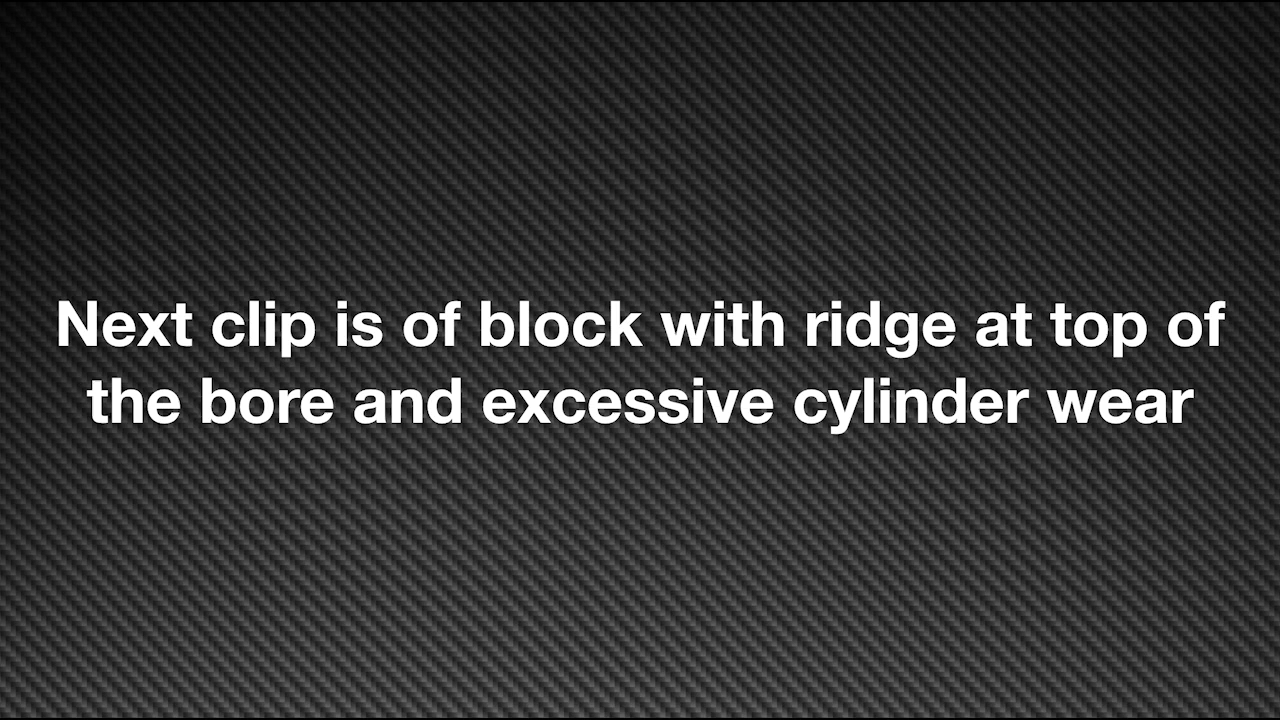 Next clip is of block with ridge at top of
the bore and excessive cylinder wear